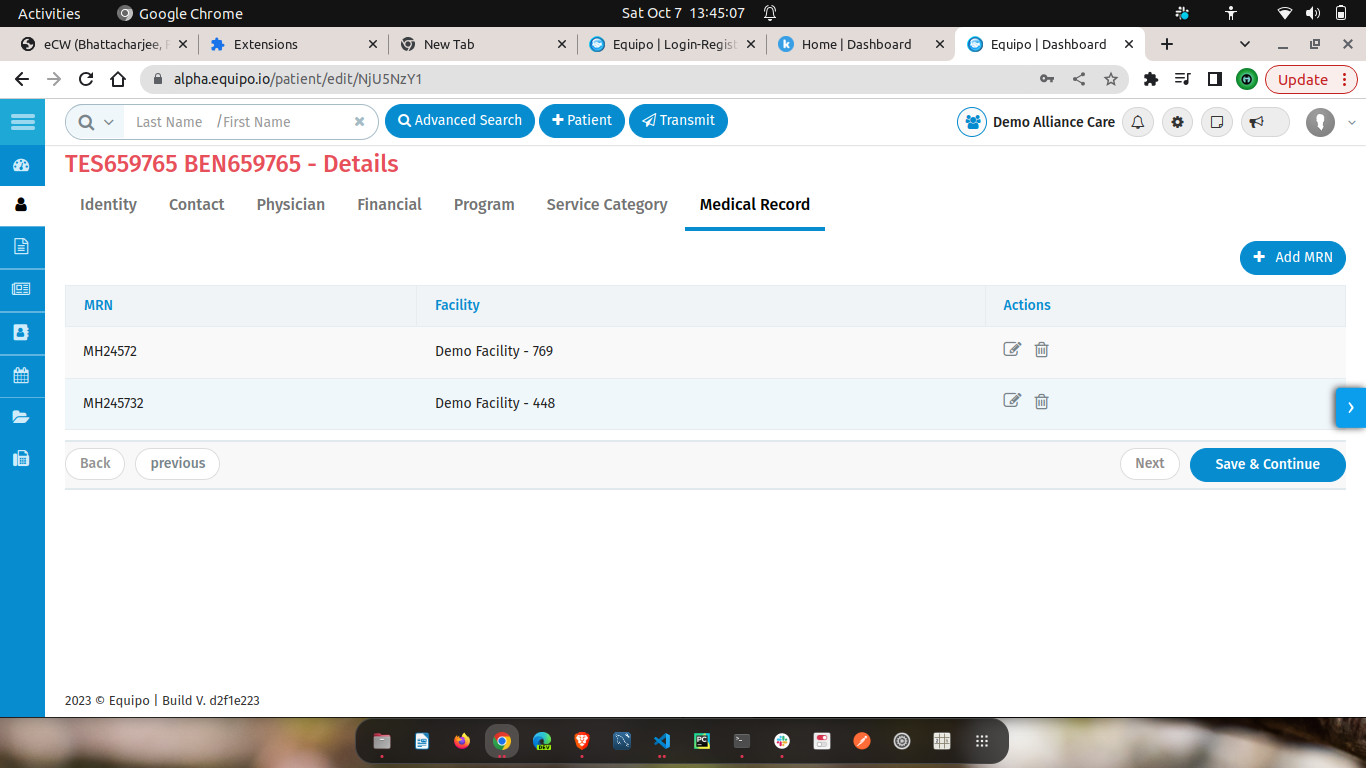 Activities Google Chrome Sat Oct 7 13:45:07
eCW (Bhattacharjee, Extensions New Tab Equipo | Login-Regist Home | Dashboard Equipo | Dashboard
alpha.equipo.io/patient/edit/NjU5NzY1 Update
Last Name /First Name Advanced Search Patient Transmit Demo Alliance Care
TES659765 BEN659765 - Details
Identity Contact Physician Financial Program Service Category Medical Record
Add MRN
MRN Facility Actions
MH24572 Demo Facility - 769
MH245732 Demo Facility - 448
Back previous Next Save & Continue
2023 © Equipo | Build V. d2f1e223
DEV PC